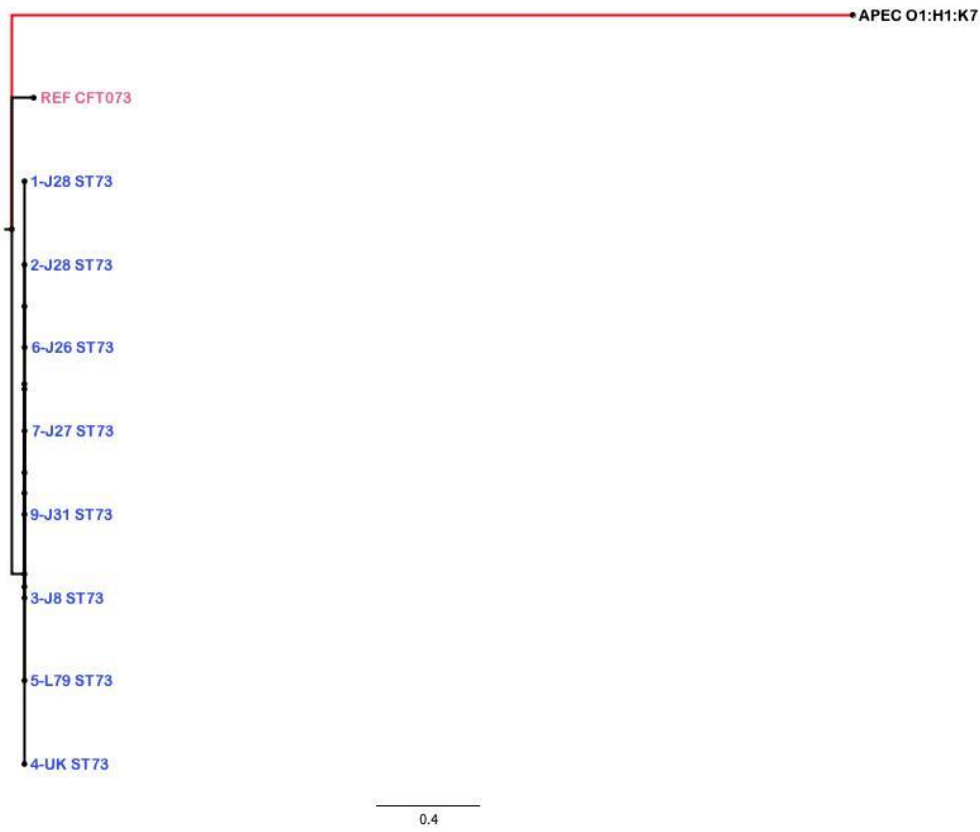 APEC O1:H1:K7
REF CFT073
1-J28 ST73
2-J28 ST73
6-J26 ST73
7-J27 ST73
9-J31 ST73
3-J8 ST73
5-L79 ST73
4-UK ST73
0.4